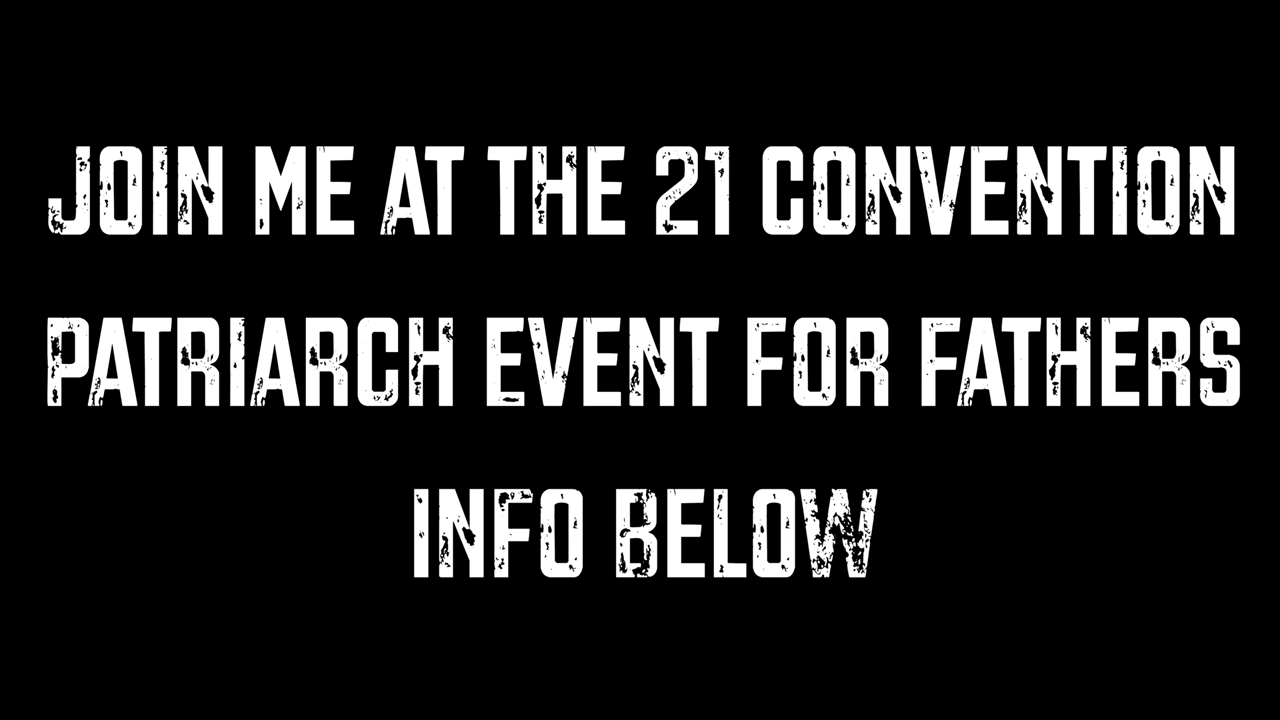 JOIN ME AT THE 21 CONVENTION
PATRIARCH EVENT FOR FATHERS
INFO BELOW